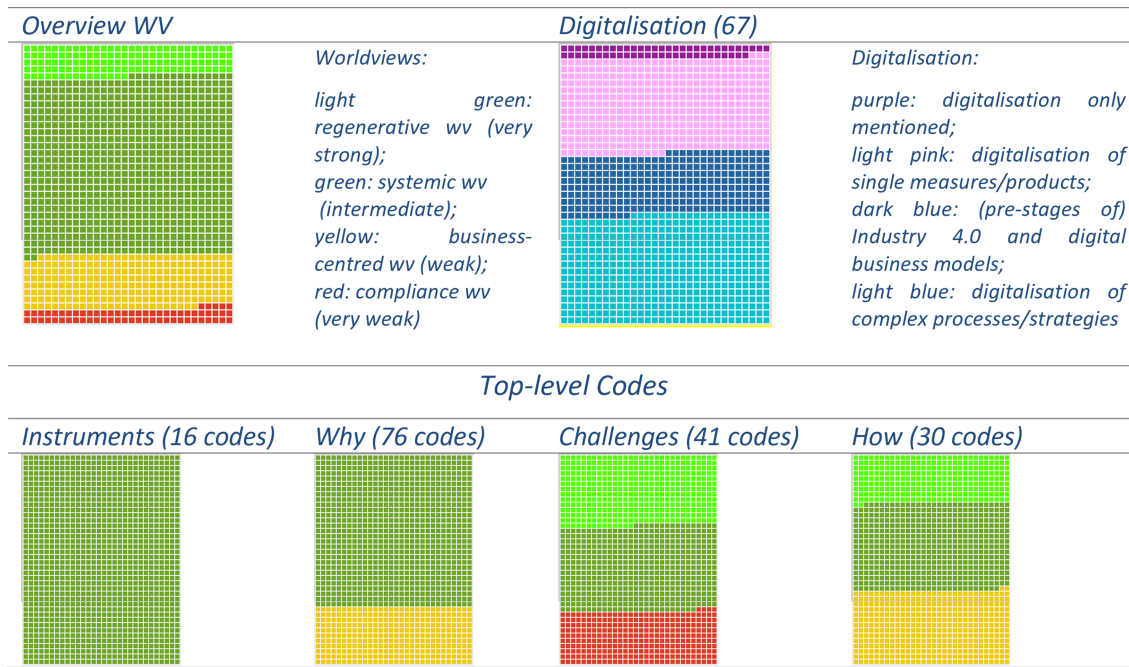 Overview WV
Digitalisation (67)
Worldviews:
light green:
regenerative wv (very
strong);
green: systemic wv
(intermediate);
yellow: business-
centred wv (weak);
red: compliance wv
(very weak)
Digitalisation:
purple: digitalisation only
mentioned;
light pink: digitalisation of
single measures/products;
dark blue: (pre-stages of)
Industry 4.0 and digital
business models;
light blue: digitalisation of
complex processes/strategies
Top-level Codes
Instruments (16 codes)
Why (76 codes)
Challenges (41 codes)
How (30 codes)